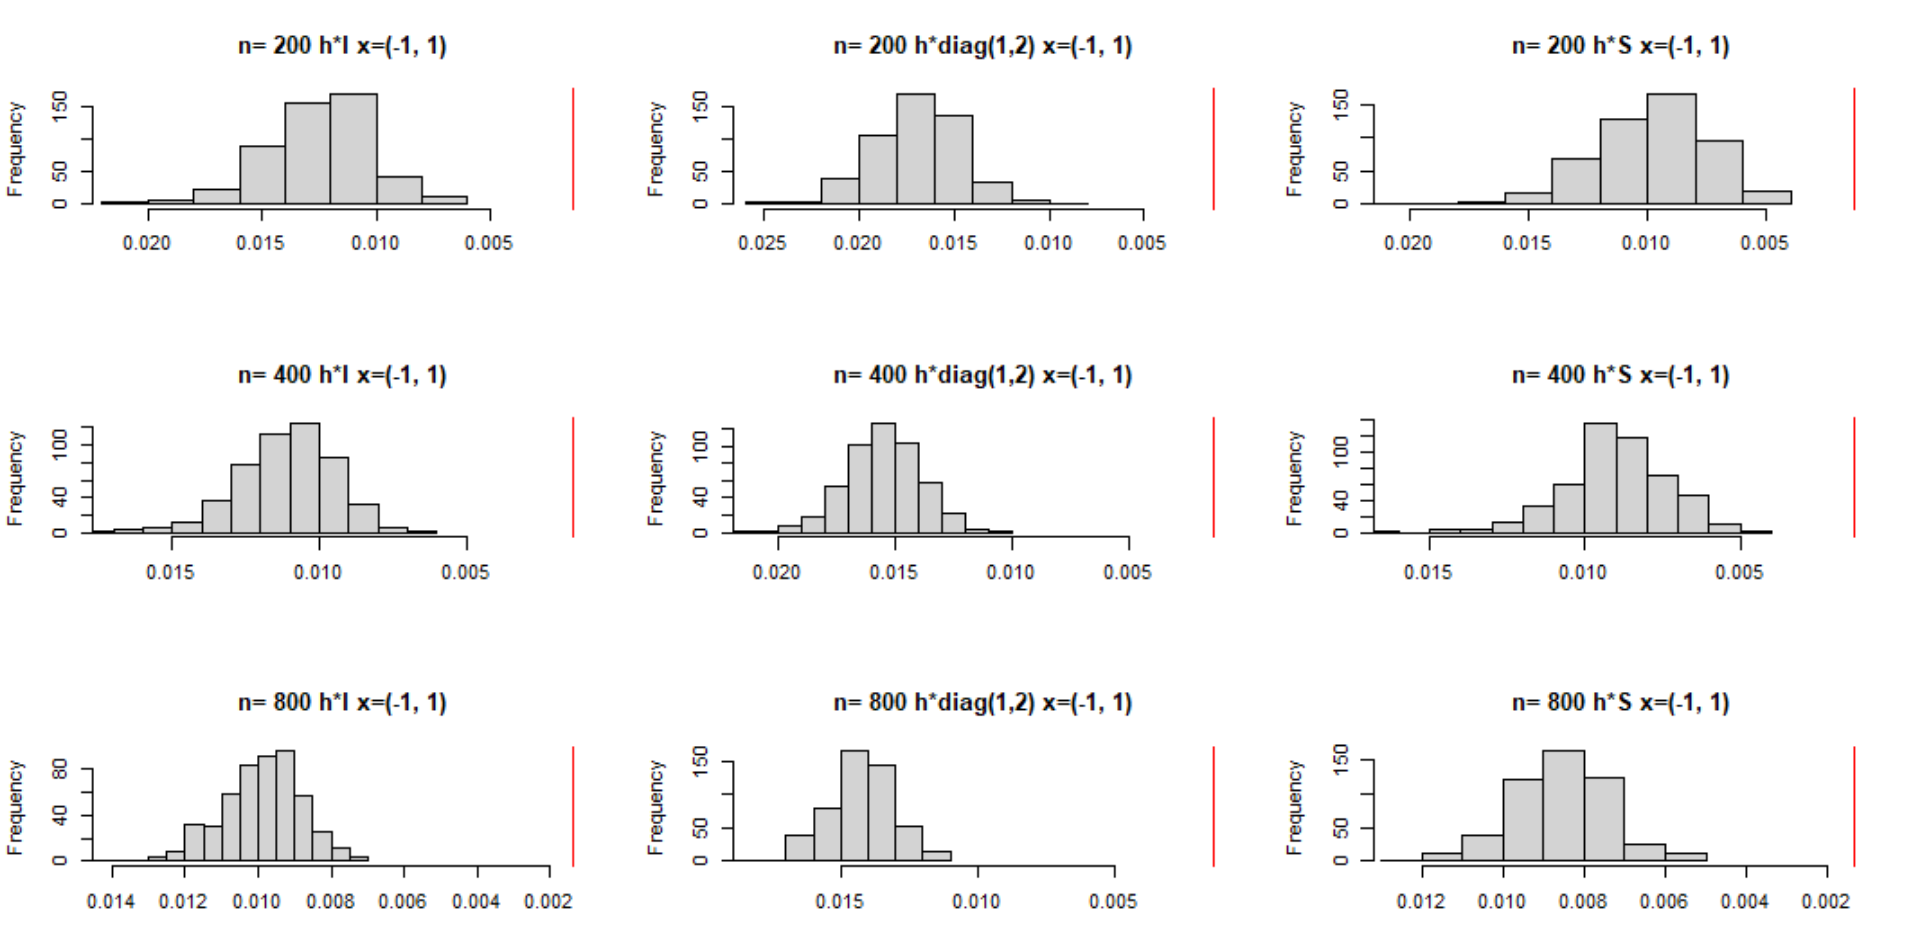 n= 200 h*I x=(-1, 1)
n= 200 h*diag(1,2) x=(-1, 1)
n= 200 h*S x=(-1, 1)
Frequency
0 50 150
0.020 0.015 0.010 0.005
Frequency
0 50 150
0.025 0.020 0.015 0.010 0.005
Frequency
0 50 150
0.020 0.015 0.010 0.005
n= 400 h*I x=(-1, 1)
n= 400 h*diag(1,2) x=(-1, 1)
n= 400 h*S x=(-1, 1)
Frequency
0 40 100
0.015 0.010 0.005
Frequency
0 40 100
0.020 0.015 0.010 0.005
Frequency
0 40 100
0.015 0.010 0.005
n= 800 h*I x=(-1, 1)
n= 800 h*diag(1,2) x=(-1, 1)
n= 800 h*S x=(-1, 1)
Frequency
0 40 80
0.014 0.012 0.010 0.008 0.006 0.004 0.002
Frequency
0 50 150
0.015 0.010 0.005
Frequency
0 50 150
0.012 0.010 0.008 0.006 0.004 0.002